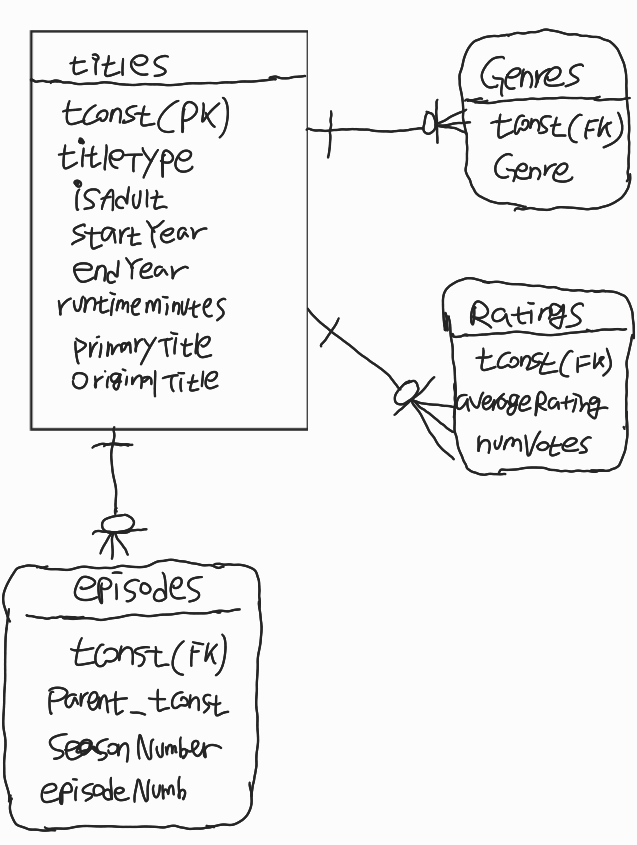 titles
tconst(PK)
titleType
isAdult
startYear
endYear
runtimeminutes
primaryTitle
OriginalTitle
Genres
tconst(FK)
Genre
Ratings
tconst(FK)
averageRating
numVotes
episodes
tconst(FK)
Parent_tconst
SeasonNumber
episodeNumb